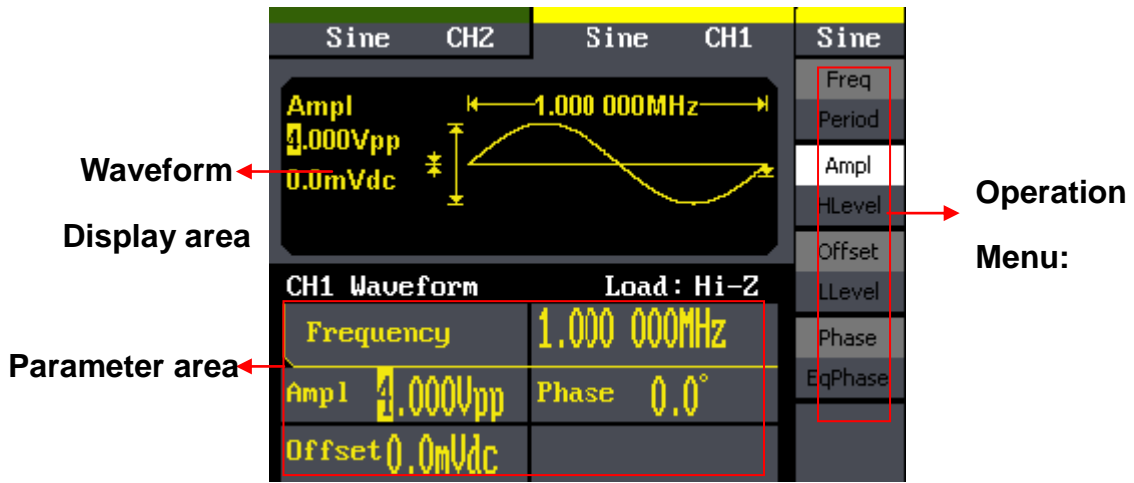 Sine CH2 Sine CH1 Sine
Ampl
4.000Vpp
0.0mVdc
1.000 000MHz
CH1 Waveform Load: Hi-Z
Frequency 1.000 000MHz
Ampl 4.000Vpp Phase 0.0°
Offset 0.0mVdc
Freq
Period
Ampl
HLevel
Offset
LLevel
Phase
EqPhase
Waveform
Display area
Parameter area
Operation
Menu: